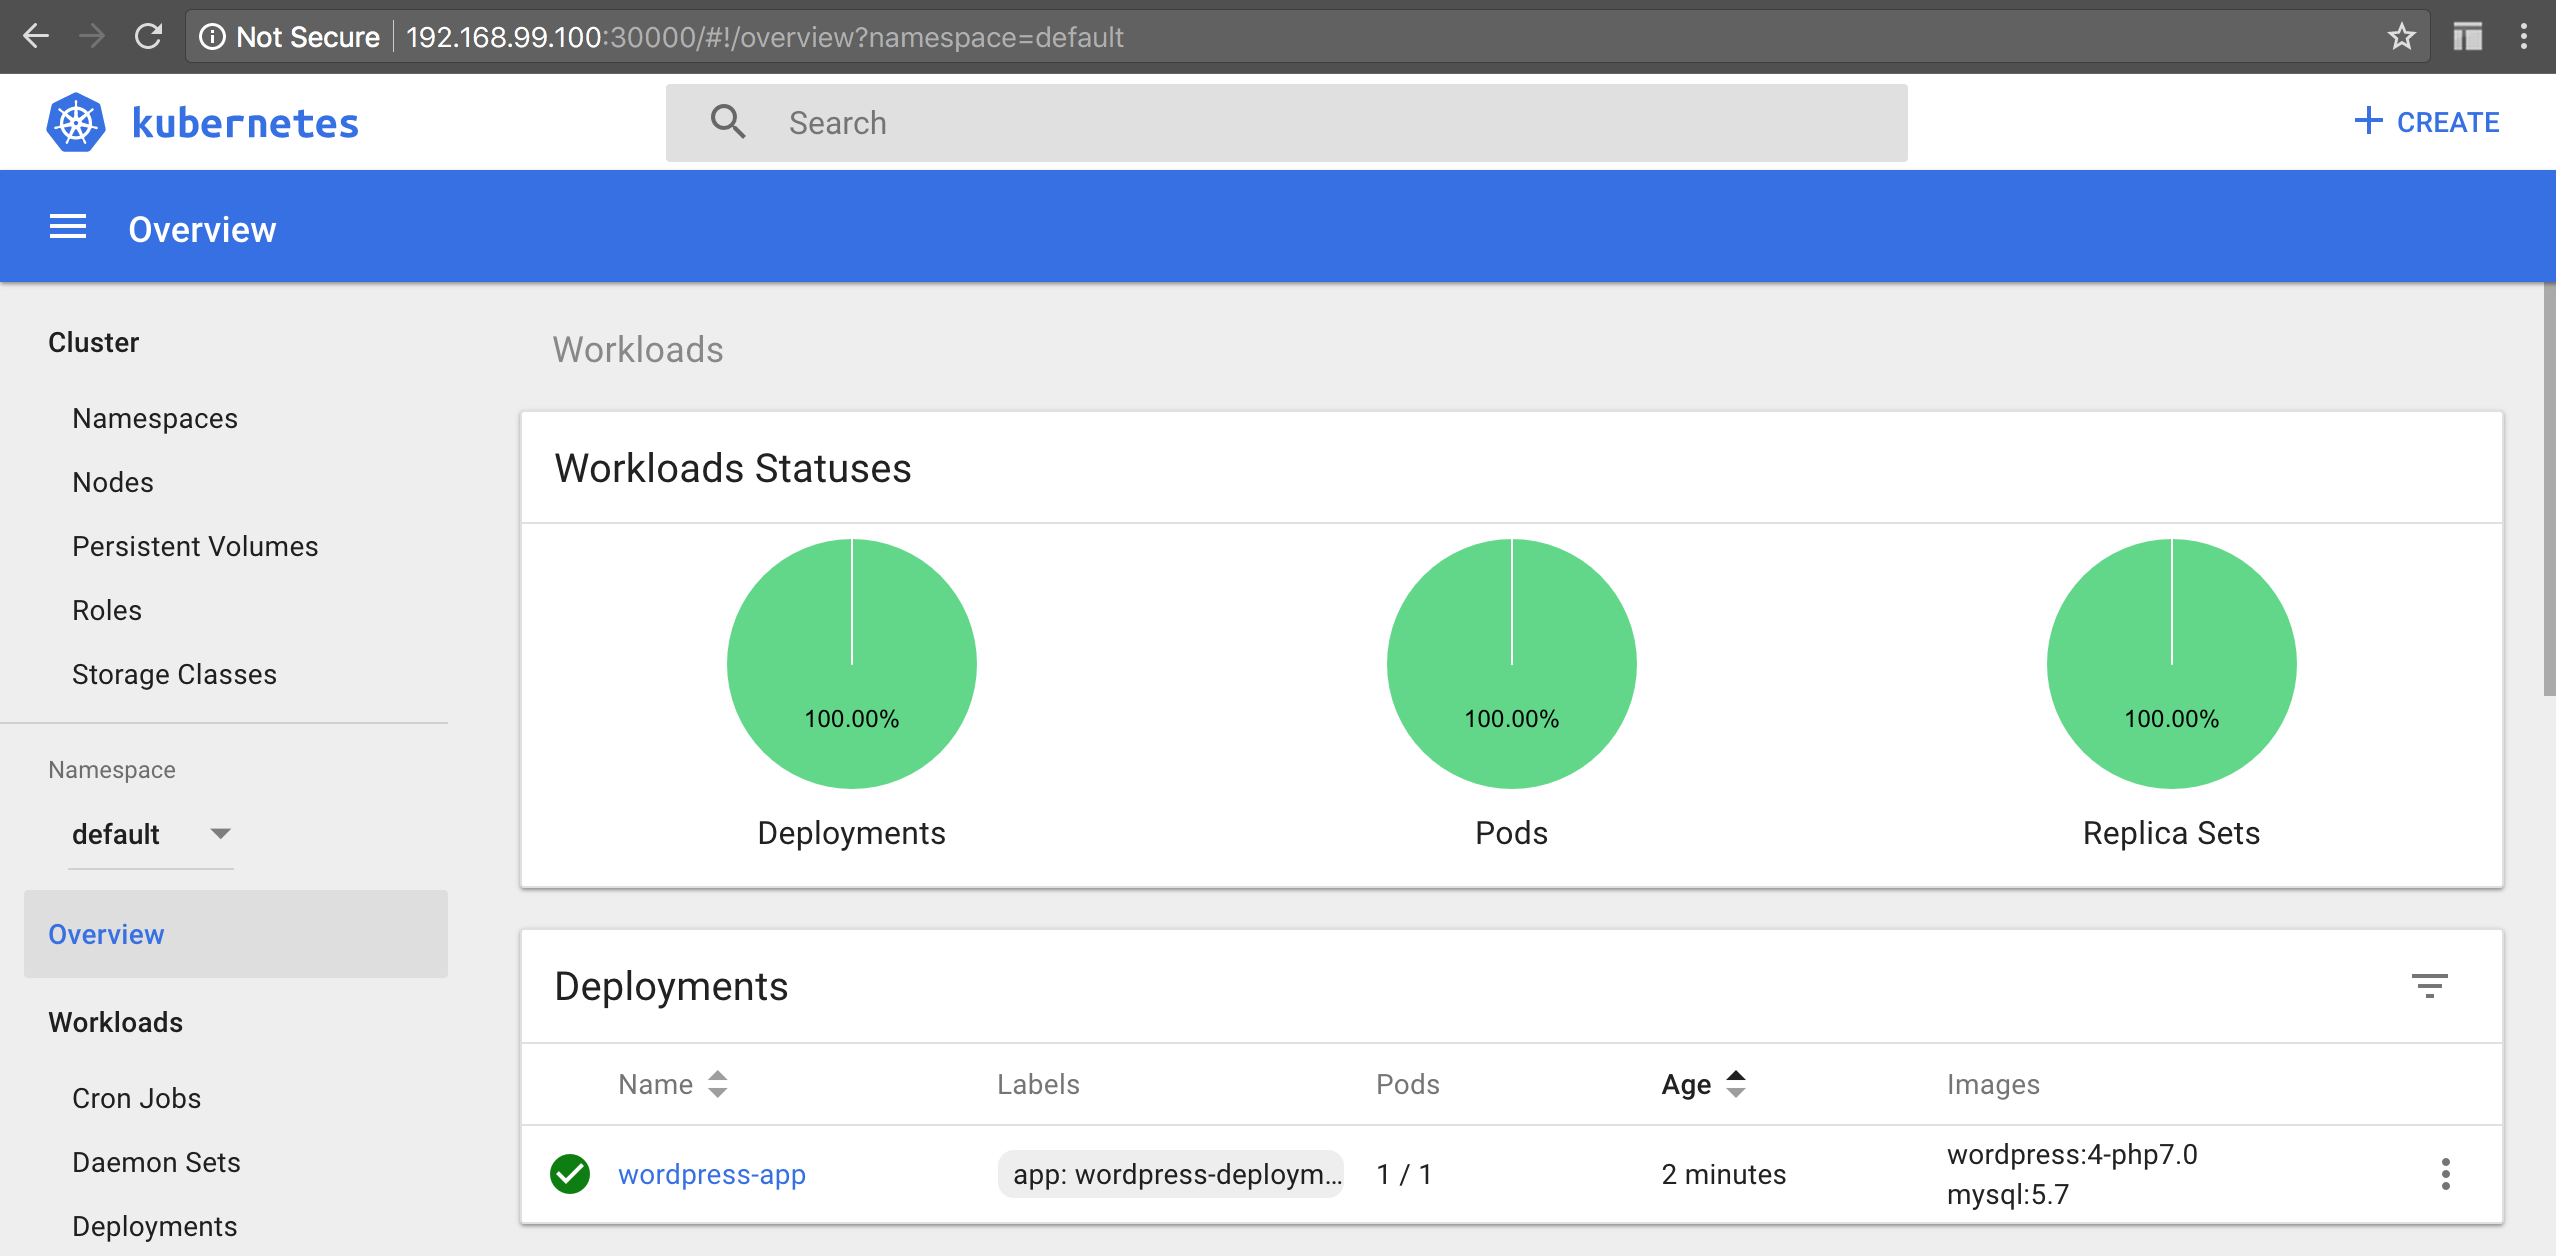 Not Secure 192.168.99.100:30000/#!/overview?namespace=default
kubernetes
Search
CREATE
Overview
Cluster
Namespaces
Nodes
Persistent Volumes
Roles
Storage Classes
Namespace
default
Overview
Workloads
Cron Jobs
Daemon Sets
Deployments
Workloads
Workloads Statuses
100.00% 100.00% 100.00%
Deployments Pods Replica Sets
Deployments
Name Labels Pods Age Images
wordpress-app app: wordpress-deploym... 1 / 1 2 minutes wordpress:4-php7.0
mysql:5.7